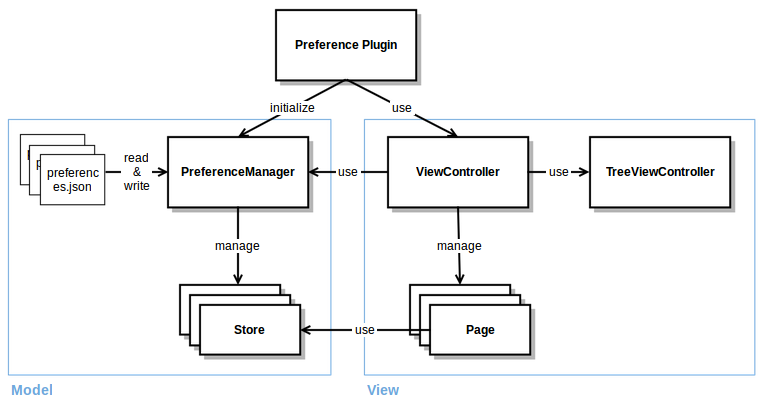 Preference Plugin
initialize
use
preferenc
es.json
read
&
write
PreferenceManager
use
ViewController
use
TreeViewController
manage
manage
Store
use
Page
Model
View